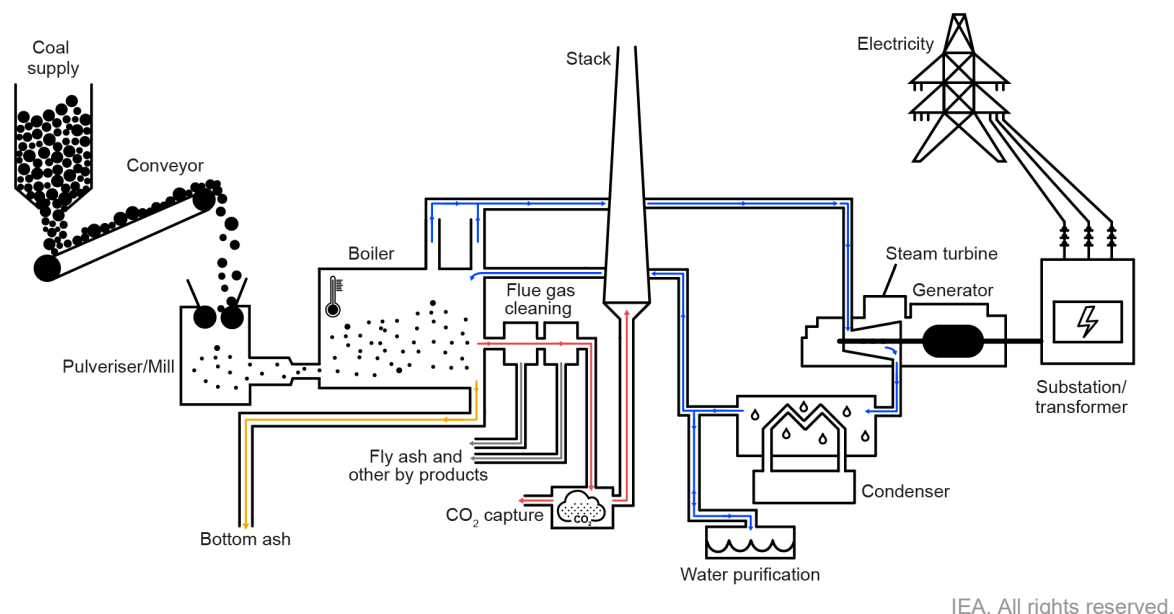 Coal
supply
Conveyor
Stack
Electricity
Boiler
Steam turbine
Generator
Flue gas
cleaning
Pulveriser/Mill
Substation/
transformer
Fly ash and
other by products
Condenser
CO₂ capture
CO₂
Bottom ash
Water purification
IEA. All rights reserved.